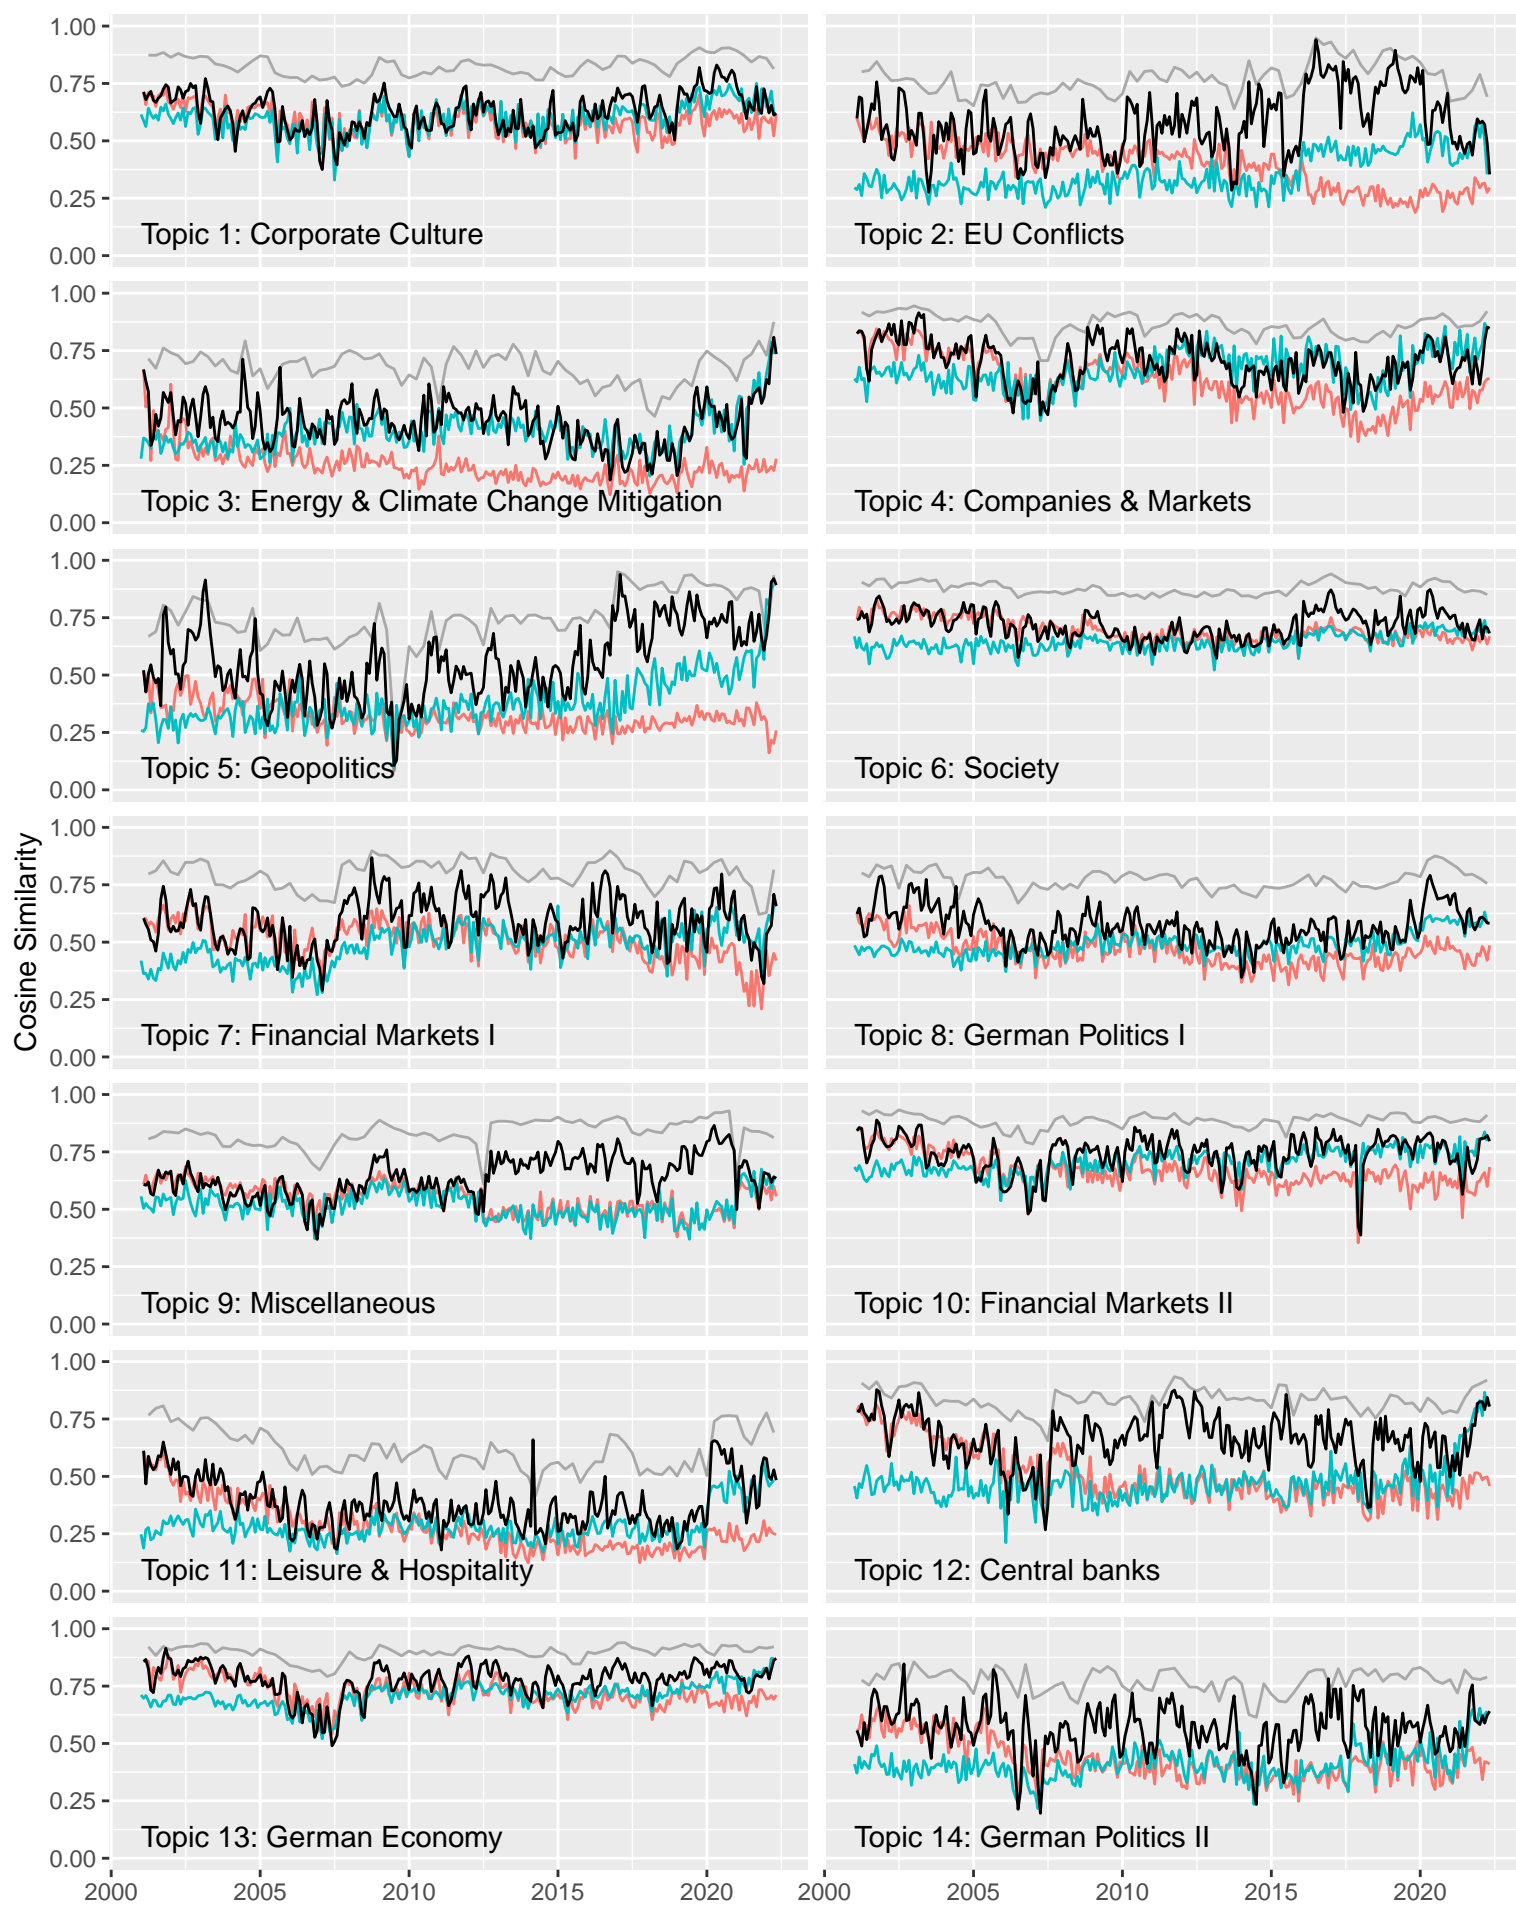 1.00
0.75
0.50
0.25
0.00
Topic 1: Corporate Culture
Topic 2: EU Conflicts
1.00
0.75
0.50
0.25
0.00
Topic 3: Energy & Climate Change Mitigation
Topic 4: Companies & Markets
1.00
0.75
0.50
0.25
0.00
Topic 5: Geopolitics
Topic 6: Society
Cosine Similarity
1.00
0.75
0.50
0.25
0.00
Topic 7: Financial Markets I
Topic 8: German Politics I
1.00
0.75
0.50
0.25
0.00
Topic 9: Miscellaneous
Topic 10: Financial Markets II
1.00
0.75
0.50
0.25
0.00
Topic 11: Leisure & Hospitality
Topic 12: Central banks
1.00
0.75
0.50
0.25
0.00
Topic 13: German Economy
Topic 14: German Politics II
2000 2005 2010 2015 2020 2000 2005 2010 2015 2020